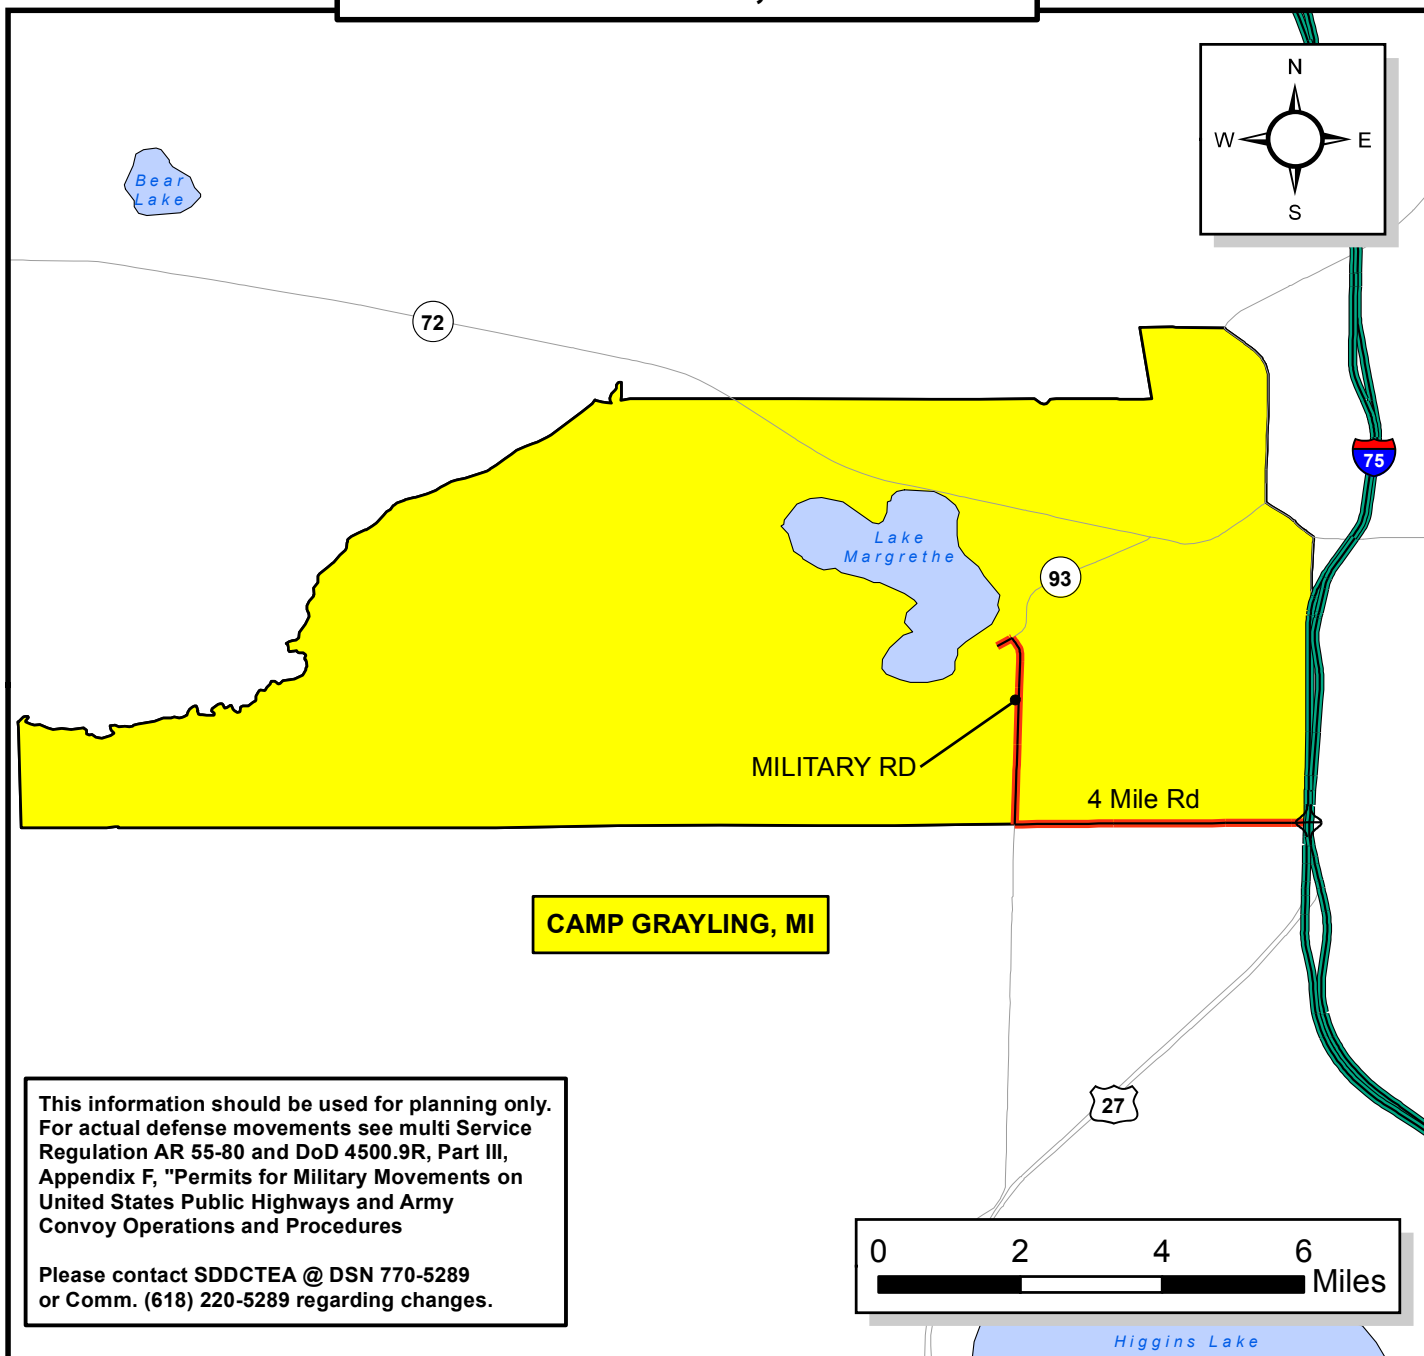 N
W
E
S
Bear
Lake
72
75
Lake
Margrethe
93
MILITARY RD
4 Mile Rd
CAMP GRAYLING, MI
27
This information should be used for planning only.
For actual defense movements see multi Service
Regulation AR 55-80 and DoD 4500.9R, Part III,
Appendix F, "Permits for Military Movements on
United States Public Highways and Army
Convoy Operations and Procedures
Please contact SDDCTEA @ DSN 770-5289
or Comm. (618) 220-5289 regarding changes.
0 2 4 6
Miles
Higgins Lake